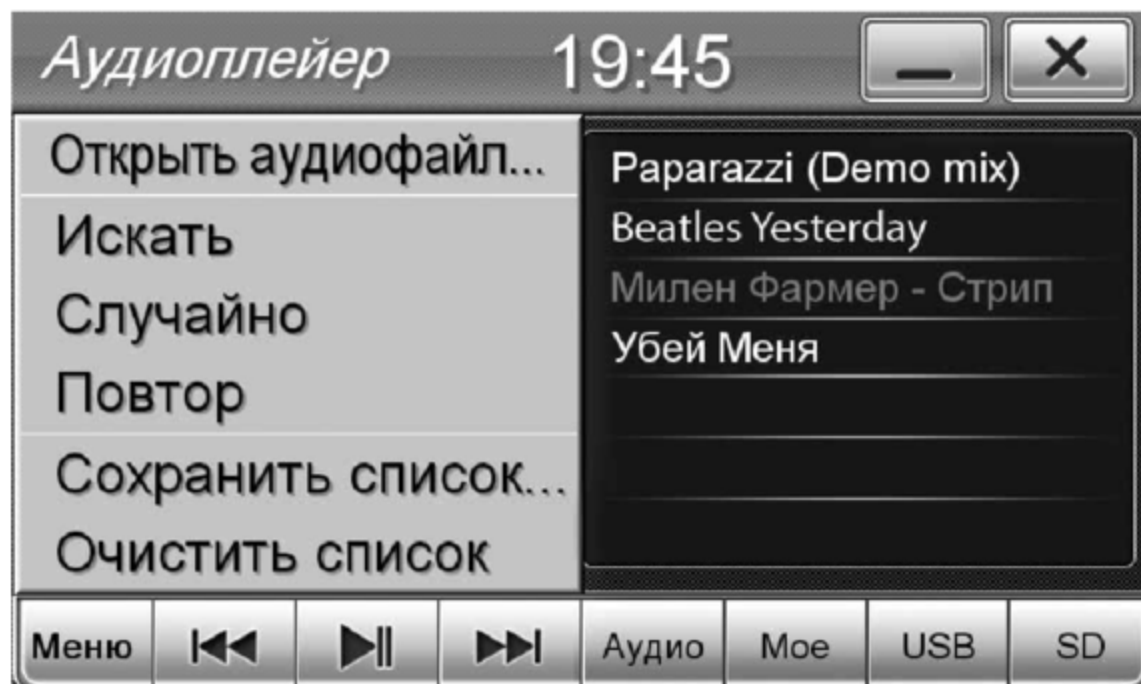 Аудиоплейер 19:45
Открыть аудиофайл...
Искать
Случайно
Повтор
Сохранить список...
Очистить список
Paparazzi (Demo mix)
Beatles Yesterday
Милен Фармер - Стрип
Убей Меня
Меню Аудио Мое USB SD